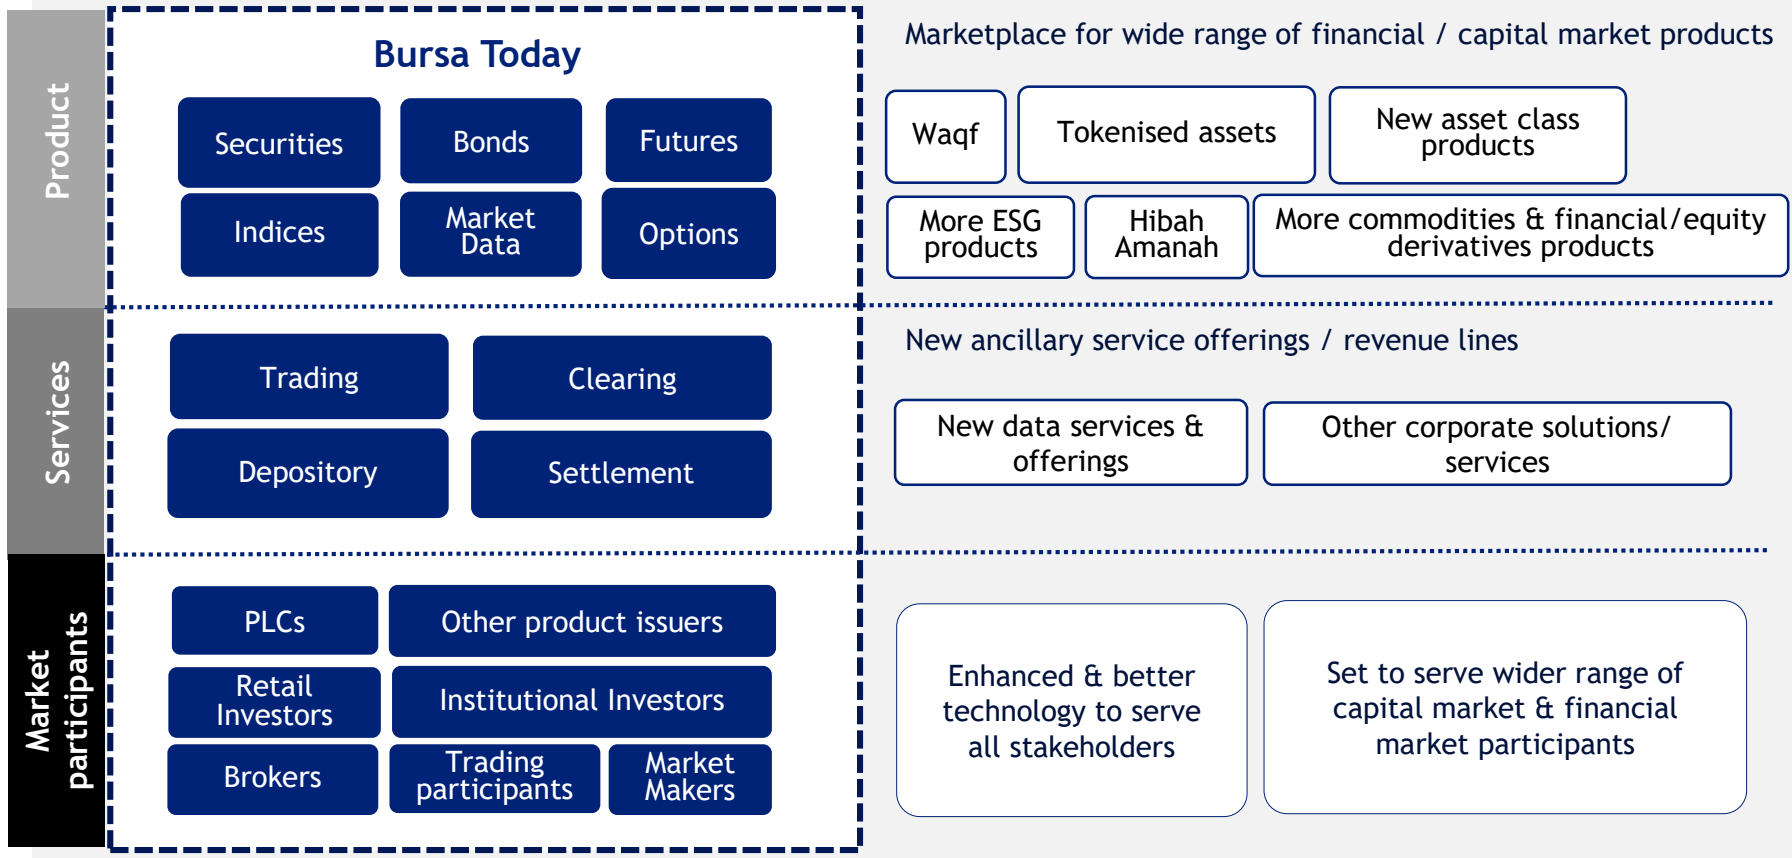 Product
Bursa Today
Securities
Bonds
Futures
Indices
Market
Data
Options
Marketplace for wide range of financial / capital market products
Waqf
Tokenised assets
New asset class
products
More ESG
products
Hibah
Amanah
More commodities & financial/equity
derivatives products
Services
Trading
Clearing
Depository
Settlement
New ancillary service offerings / revenue lines
New data services &
offerings
Other corporate solutions/
services
Market
participants
PLCs
Other product issuers
Retail
Investors
Institutional Investors
Brokers
Trading
participants
Market
Makers
Enhanced & better
technology to serve
all stakeholders
Set to serve wider range of
capital market & financial
market participants